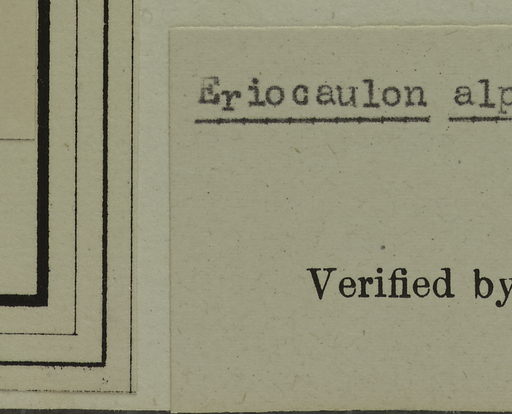 Eriocaulon alp
Verified by